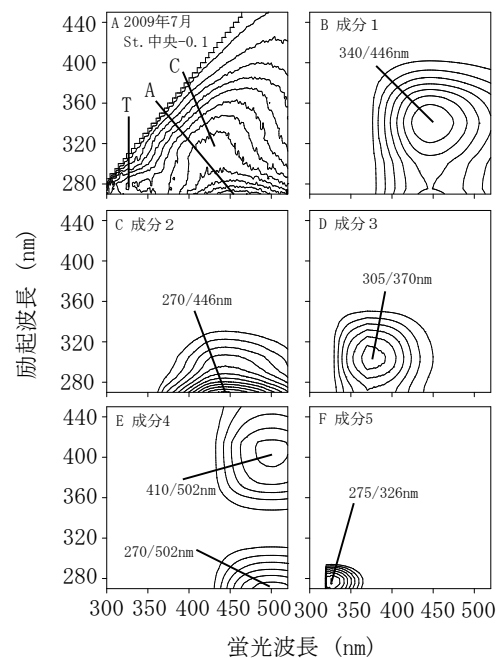 A 2009年7月
St.中央-0.1
C
A
T
B 成分1
340/446nm
440
400
360
320
280
C 成分2
270/446nm
D 成分3
305/370nm
440
400
360
320
280
励起波長 (nm)
E 成分4
410/502nm
270/502nm
F 成分5
275/326nm
440
400
360
320
280
300 350 400 450 500
300 350 400 450 500
蛍光波長 (nm)